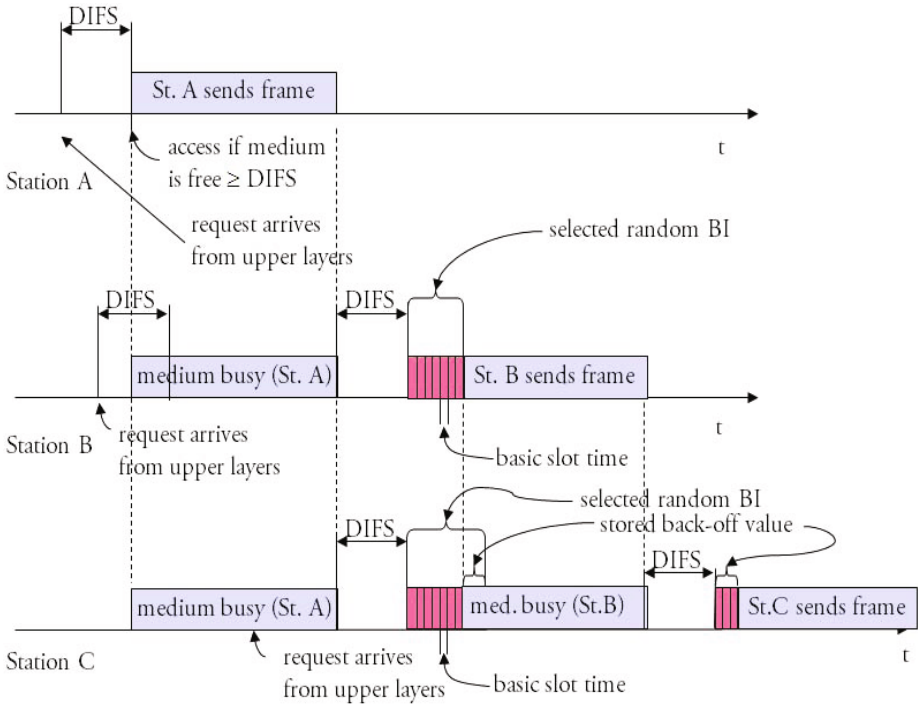 DIFS
St. A sends frame
t
access if medium
is free ≥ DIFS
Station A
request arrives
from upper layers
selected random BI
DIFS
DIFS
medium busy (St. A)
St. B sends frame
t
Station B
request arrives
from upper layers
basic slot time
selected random BI
stored back-off value
DIFS
DIFS
medium busy (St. A)
med. busy (St.B)
St.C sends frame
t
Station C
request arrives
from upper layers
basic slot time